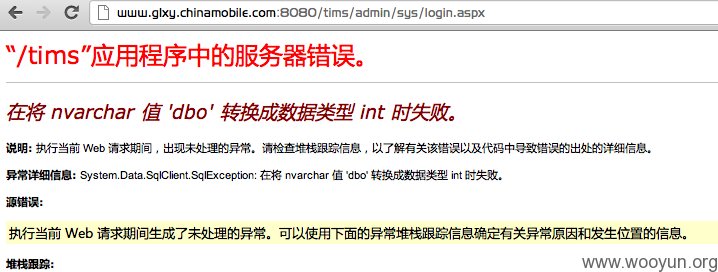 www.glxy.chinamobile.com:8080/tims/admin/sys/login.aspx
“/tims”应用程序中的服务器错误。
在将 nvarchar 值 'dbo' 转换成数据类型 int 时失败。
说明: 执行当前 Web 请求期间，出现未处理的异常。请检查堆栈跟踪信息，以了解有关该错误以及代码中导致错误的出处的详细信息。
异常详细信息: System.Data.SqlClient.SqlException: 在将 nvarchar 值 'dbo' 转换成数据类型 int 时失败。
源错误:
执行当前 Web 请求期间生成了未处理的异常。可以使用下面的异常堆栈跟踪信息确定有关异常原因和发生位置的信息。
堆栈跟踪:
www.wooyun.org